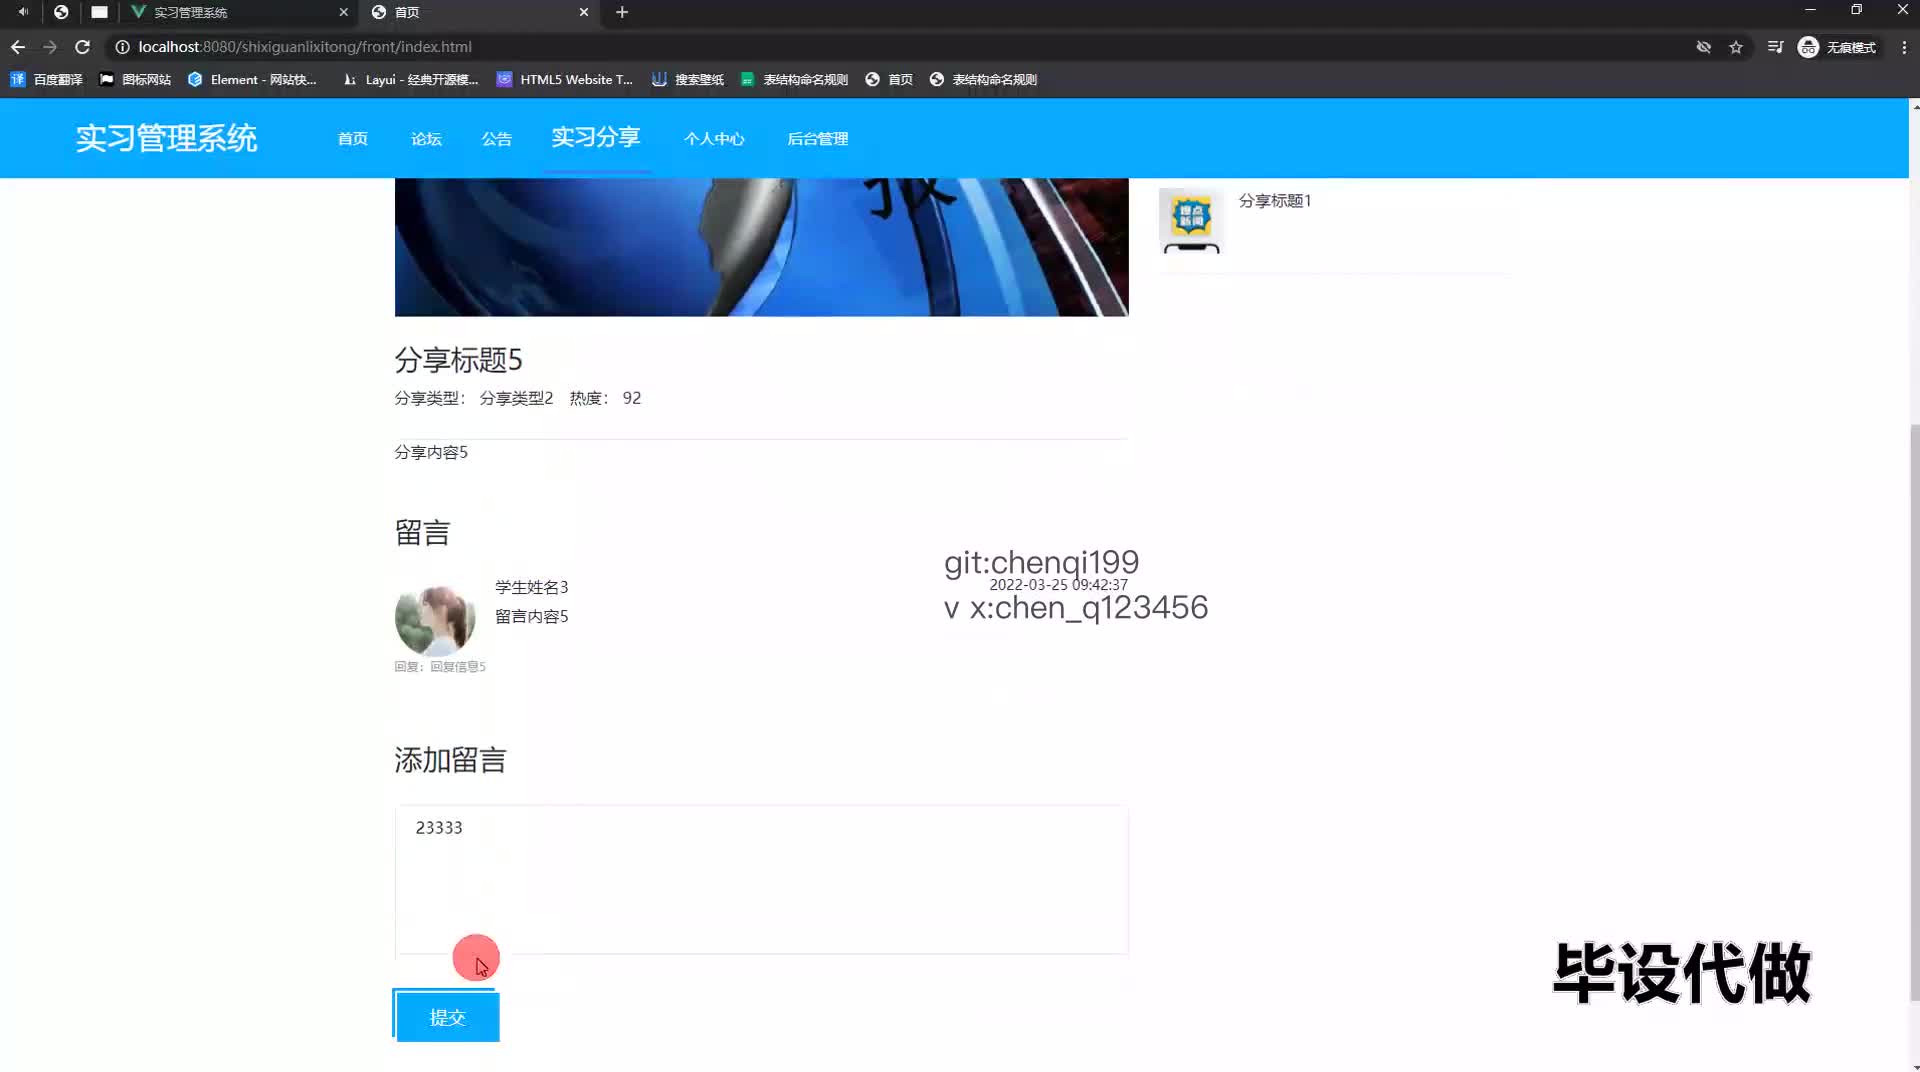 实习管理系统
首页
localhost:8080/shixiguanlixitong/front/index.html
无痕模式
百度翻译
图标网站
Element - 网站快...
Layui - 经典开源模...
HTML5 Website T...
搜索壁纸
表结构命名规则
首页
表结构命名规则
实习管理系统
首页
论坛
公告
实习分享
个人中心
后台管理
分享标题1
分享标题5
分享类型： 分享类型2 热度： 92
分享内容5
留言
git:chenqi199
学生姓名3
2022-03-25 09:42:37
v x:chen_q123456
留言内容5
回复：回复信息5
添加留言
23333
毕设代做
提交